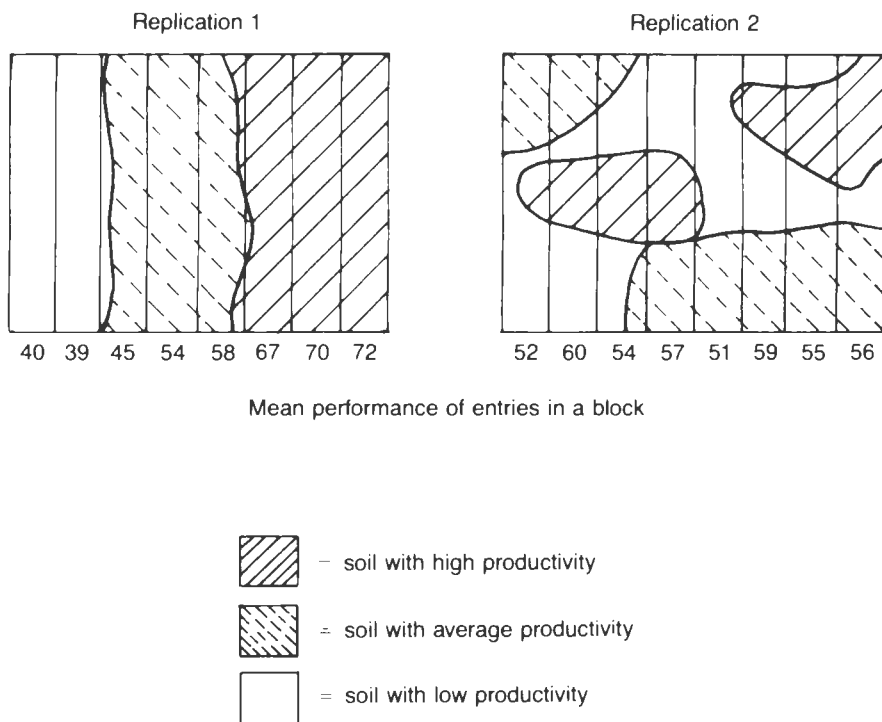 Replication 1 Replication 2
40 39 45 54 58 67 70 72 52 60 54 57 51 59 55 56
Mean performance of entries in a block
= soil with high productivity
= soil with average productivity
= soil with low productivity